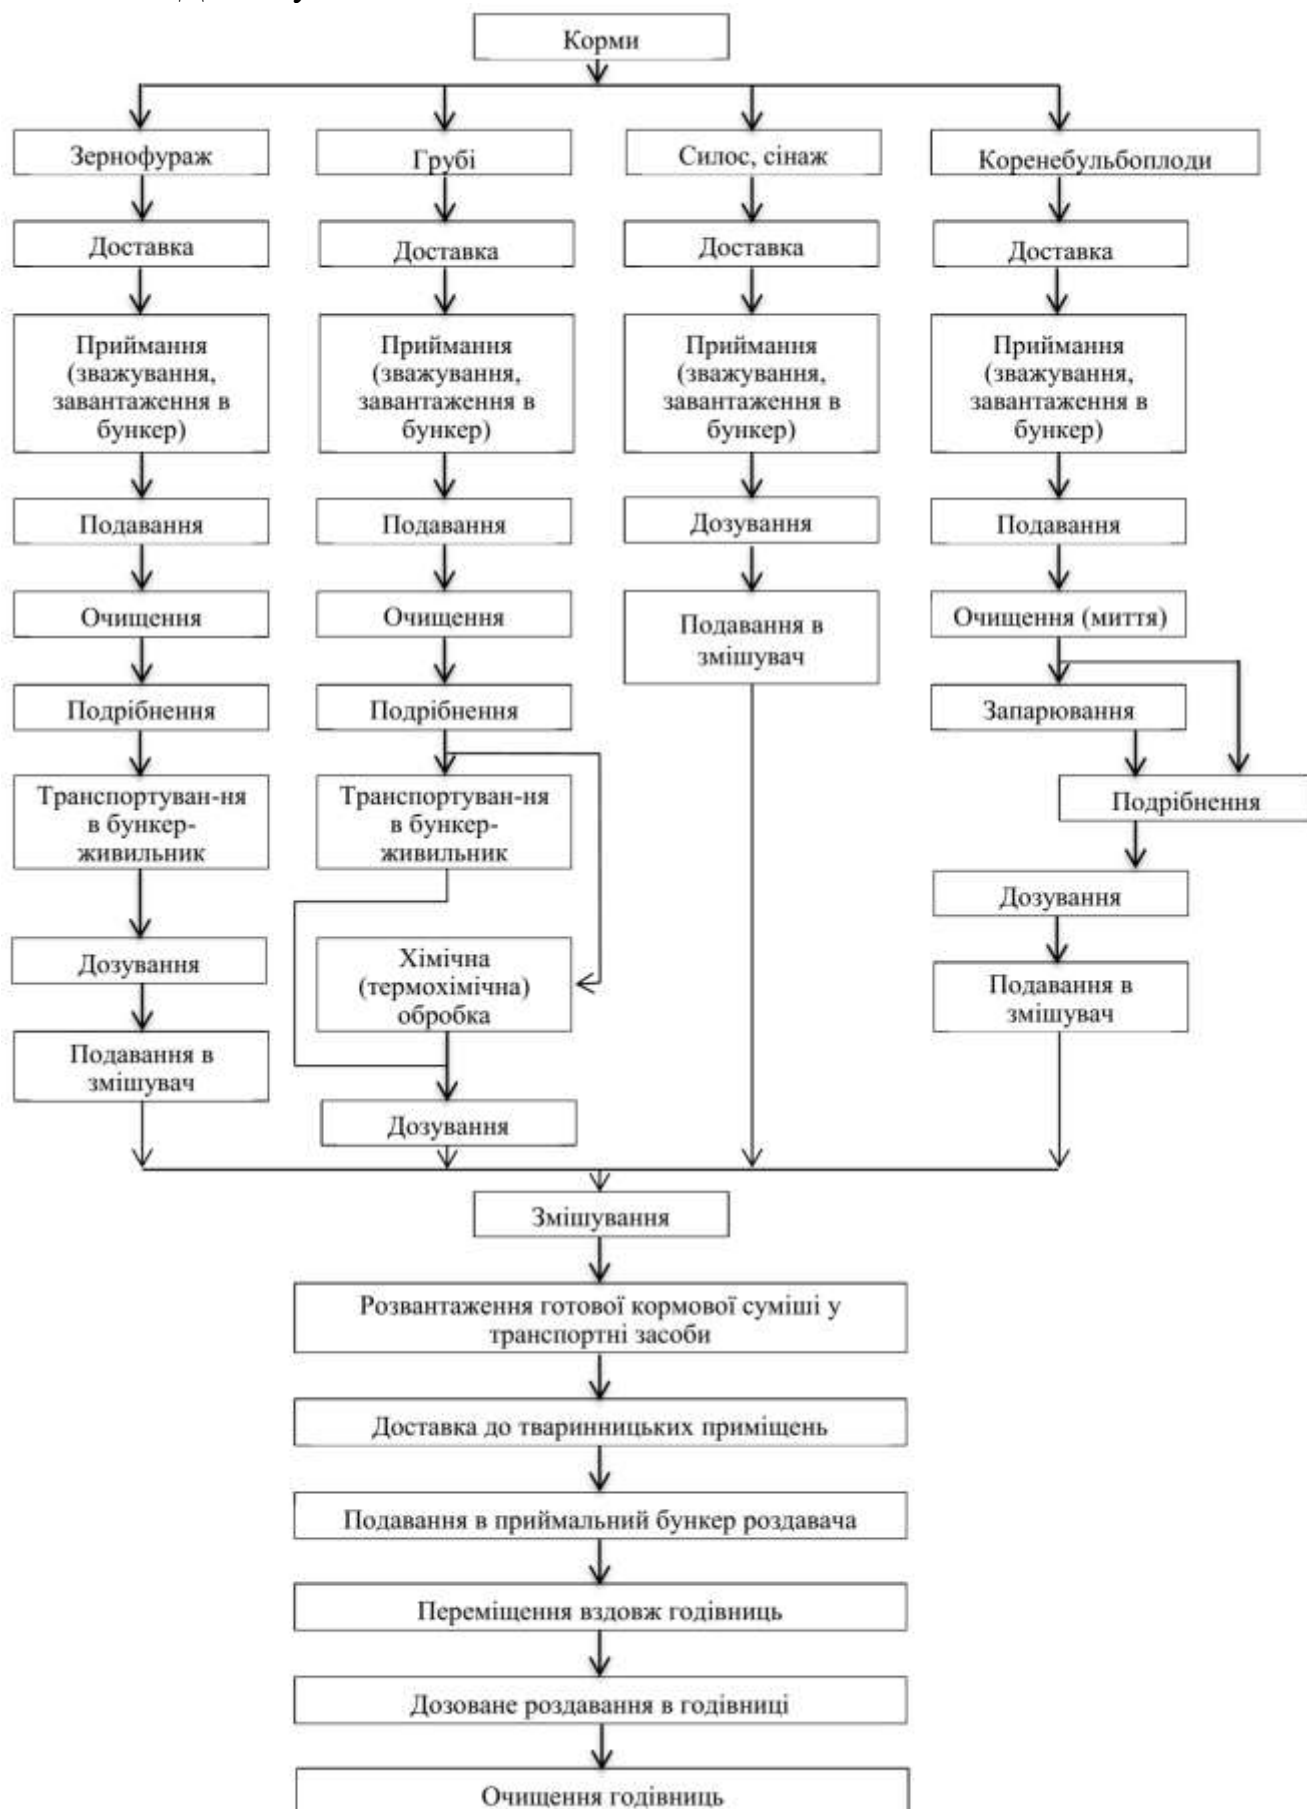 Корми
Зернофураж
Грубі
Силос, сінаж
Коренебульбоплоди
Доставка
Доставка
Доставка
Доставка
Приймання
(зважування,
завантаження в
бункер)
Приймання
(зважування,
завантаження в
бункер)
Приймання
(зважування,
завантаження в
бункер)
Приймання
(зважування,
завантаження в
бункер)
Подавання
Подавання
Дозування
Подавання
Очищення
Очищення
Подавання в
змішувач
Очищення (миття)
Подрібнення
Подрібнення
Запарювання
Транспортуван-ня
в бункер-
живильник
Транспортуван-ня
в бункер-
живильник
Подрібнення
Дозування
Дозування
Хімічна
(термохімічна)
обробка
Подавання в
змішувач
Подавання в
змішувач
Дозування
Змішування
Розвантаження готової кормової суміші у
транспортні засоби
Доставка до тваринницьких приміщень
Подавання в приймальний бункер роздавача
Переміщення вздовж годівниць
Дозоване роздавання в годівниці
Очищення годівниць